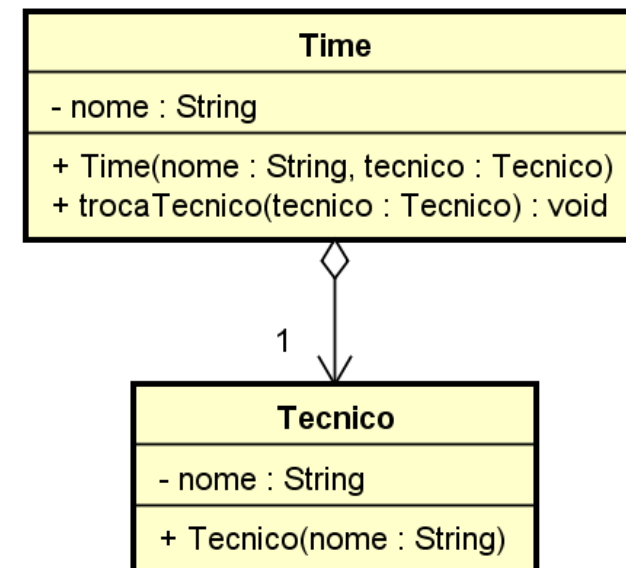 Time
- nome : String
+ Time(nome : String, tecnico : Tecnico)
+ trocaTecnico(tecnico : Tecnico) : void
1
Tecnico
- nome : String
+ Tecnico(nome : String)